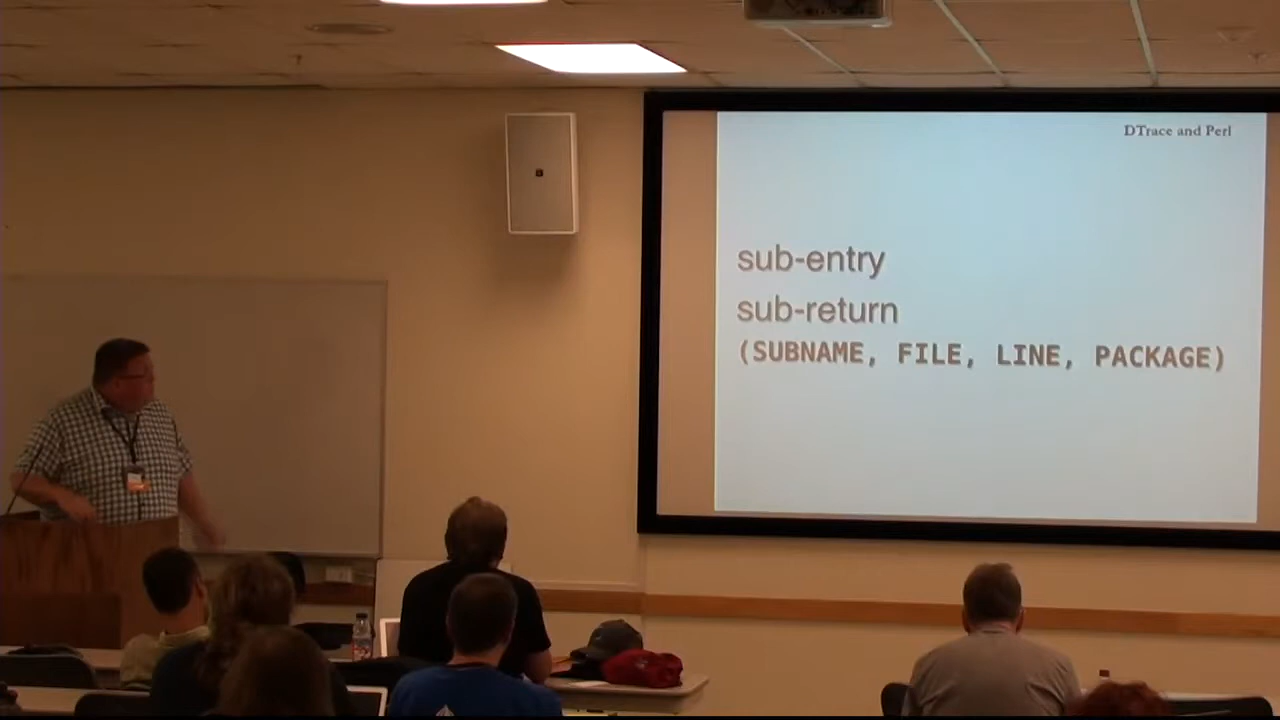 DTrace and Perl
sub-entry
sub-return
(SUBNAME, FILE, LINE, PACKAGE)